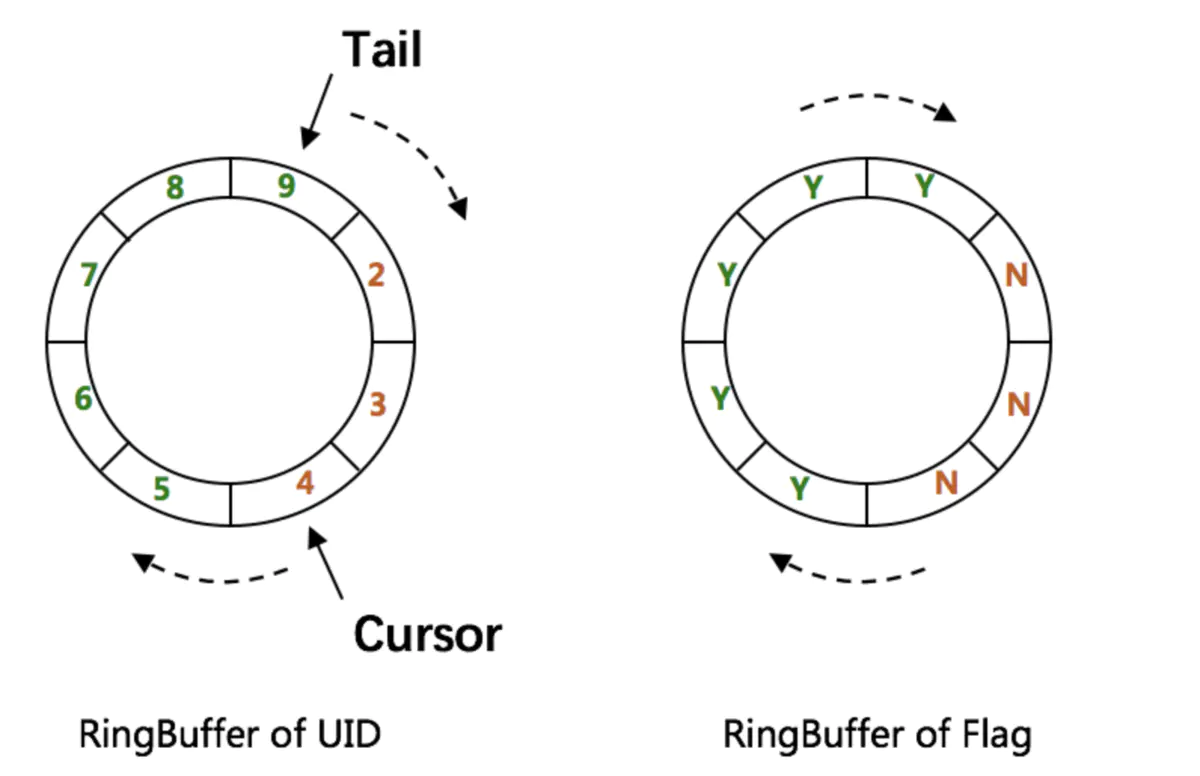 Tail
8 9
Y Y
7 2
Y N
6 3
Y N
5 4
Y N
Cursor
RingBuffer of UID
RingBuffer of Flag